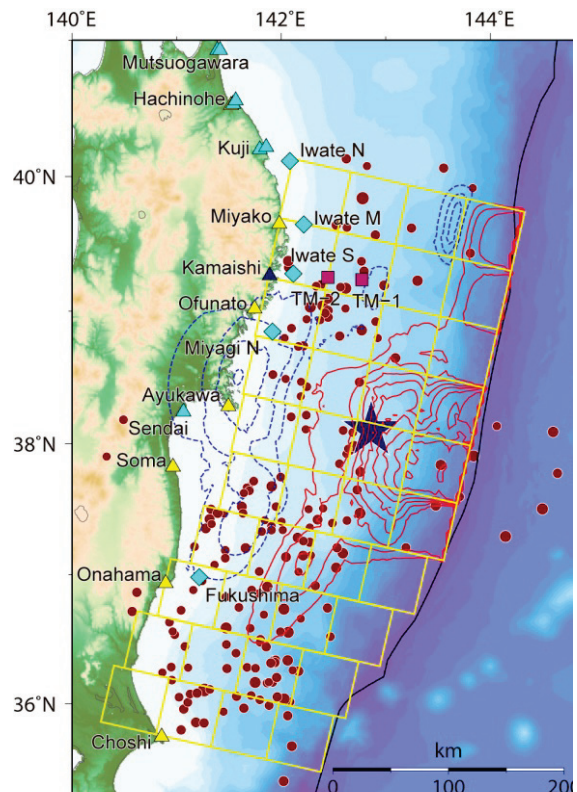 140°E 142°E 144°E
Mutsuogawara
Hachinohe
Kuji
Iwate N
40°N
Miyako
Iwate M
Kamaishi
Iwate S
TM-2
TM-1
Ofunato
Miyagi N
Ayukawa
Sendai
38°N
Soma
Onahama
Fukushima
36°N
Choshi
km
0 100 200